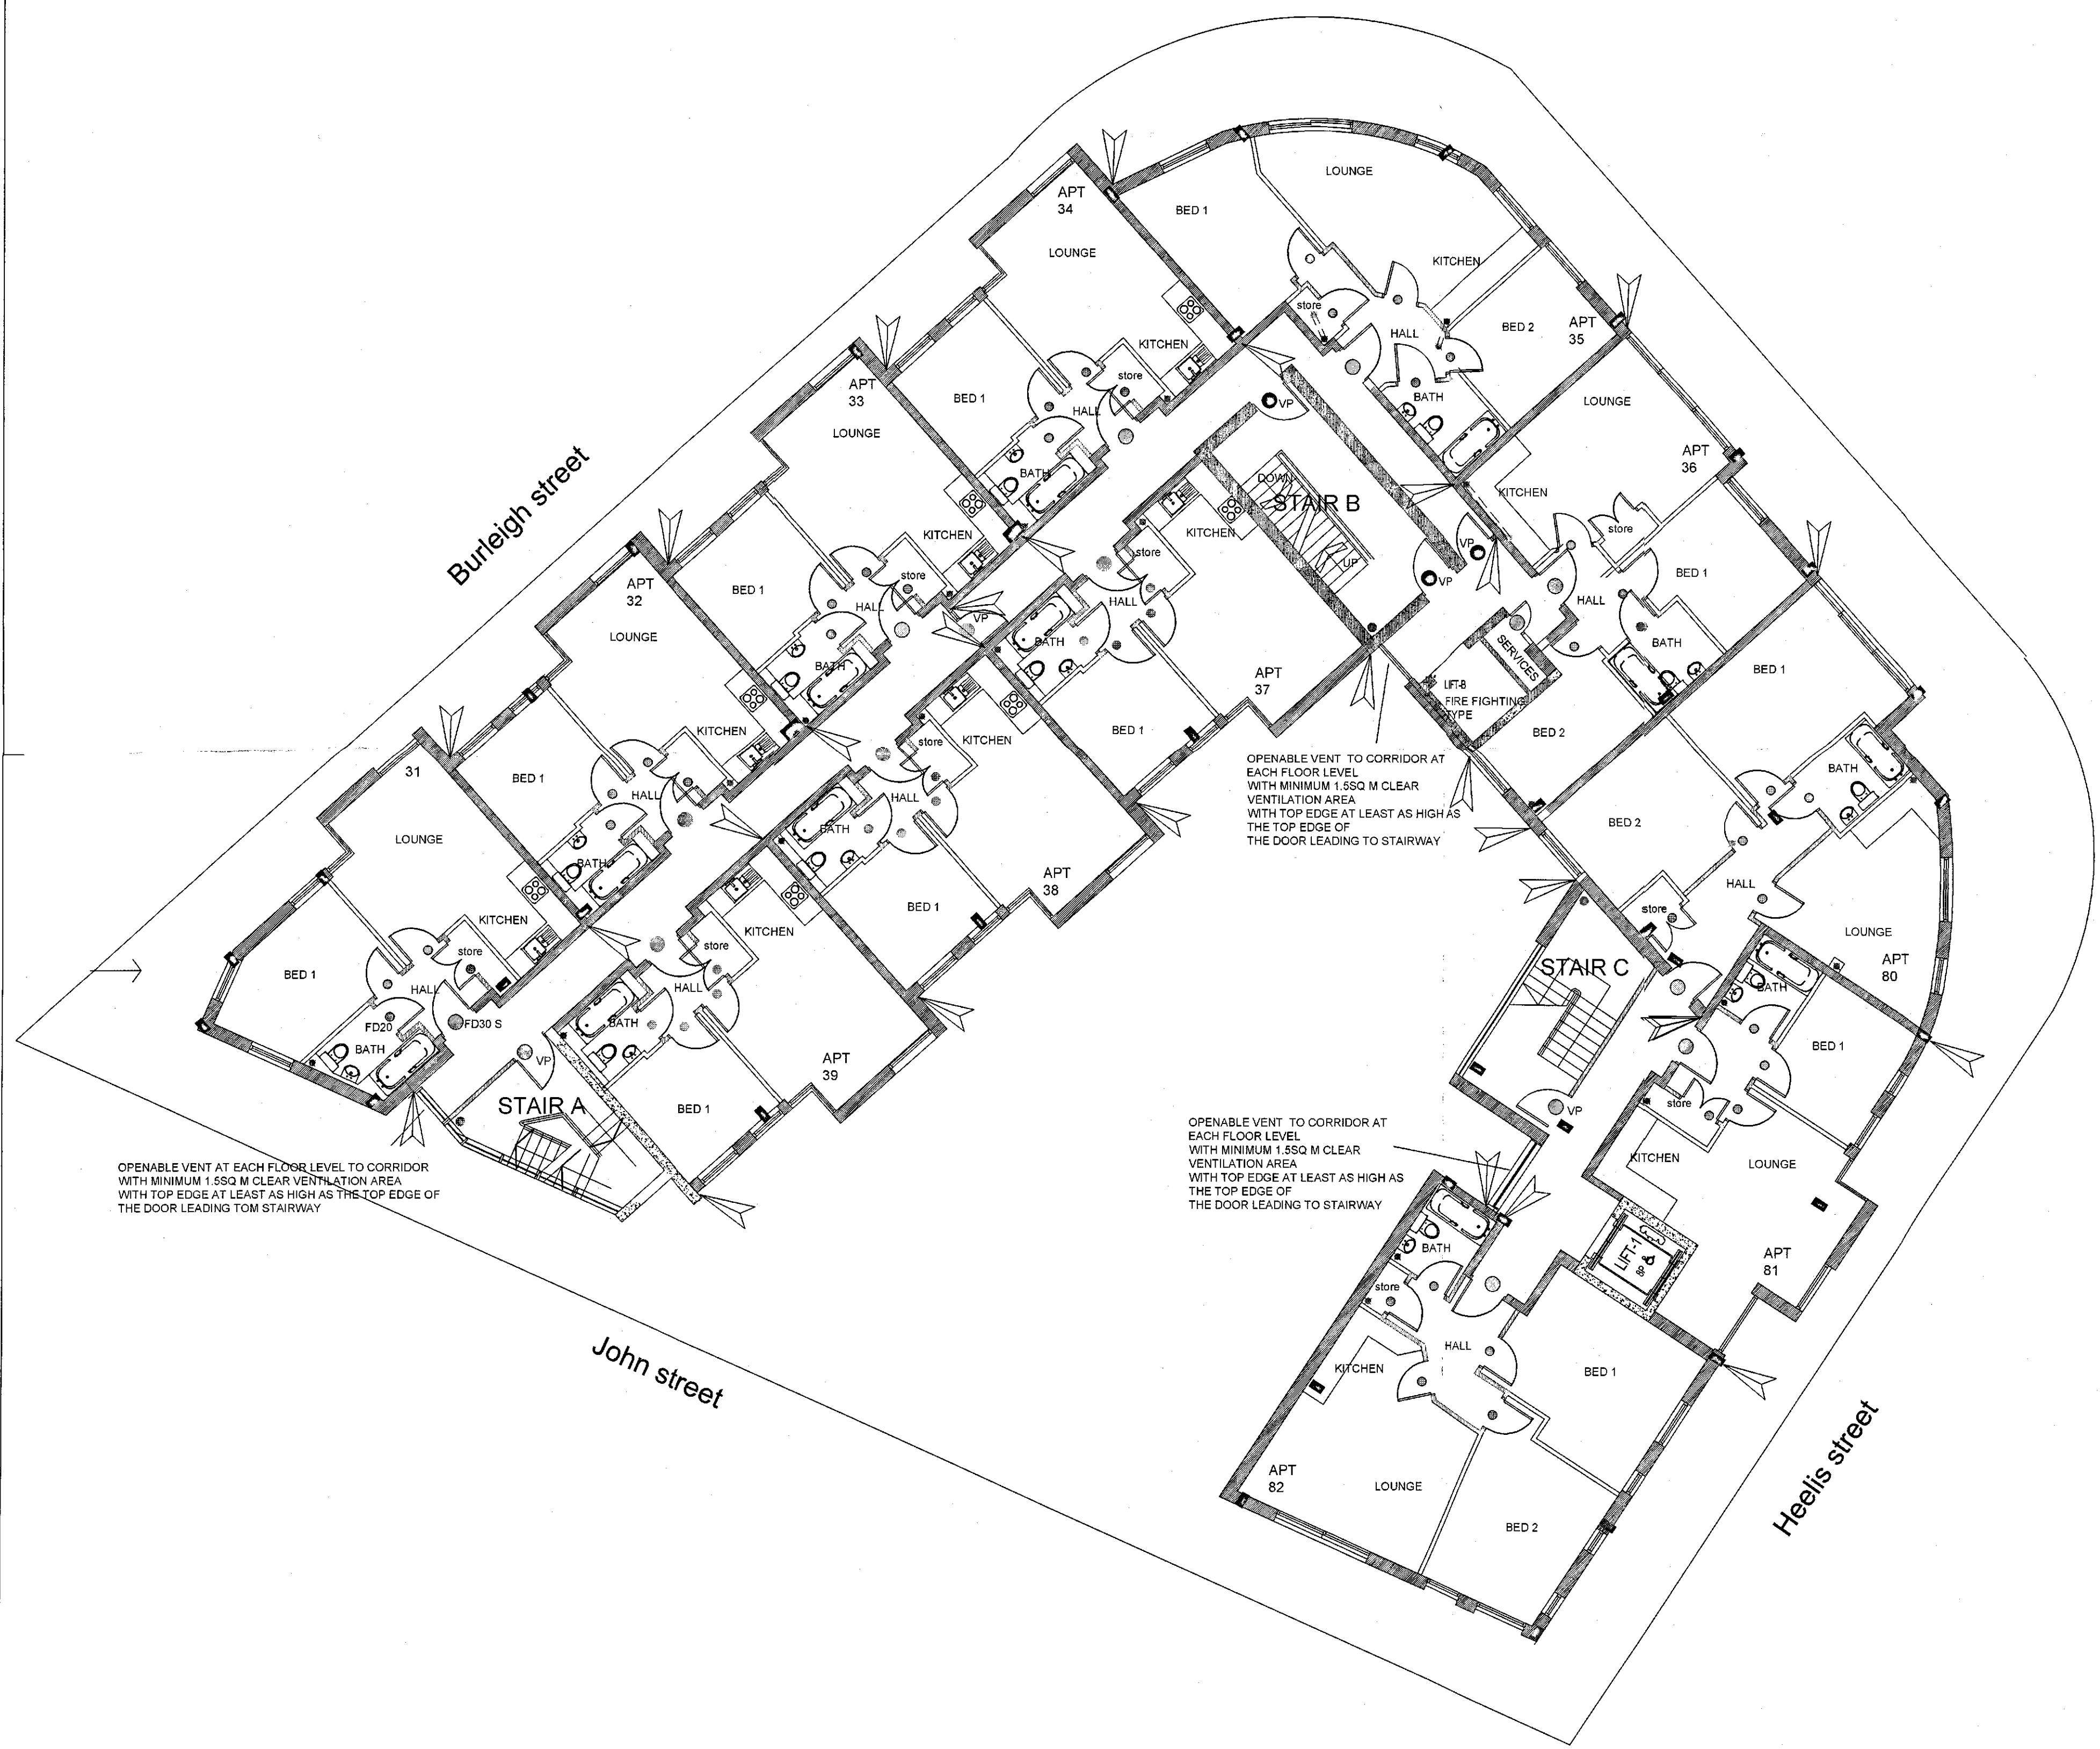 LOUNGE
BED 1
APT
34
LOUNGE
KITCHEN
store
HALL
BED 2
APT
35
BATH
KITCHEN
store
BED 1
HALL
BATH
VP
APT
33
LOUNGE
LOUNGE
APT
36
KITCHEN
store
BED 1
HALL
BATH
BED 2
Burleigh street
DOWN
STAIR B
UP
VP
VP
SERVICES
LIFT-B
FIRE FIGHTING
TYPE
KITCHEN
store
BED 1
HALL
BATH
VP
APT
32
LOUNGE
KITCHEN
store
HALL
BATH
APT
37
BED 1
KITCHEN
store
BED 1
HALL
BATH
31
LOUNGE
KITCHEN
store
HALL
BATH
APT
38
BED 1
OPENABLE VENT TO CORRIDOR AT
EACH FLOOR LEVEL
WITH MINIMUM 1.5SQ M CLEAR
VENTILATION AREA
WITH TOP EDGE AT LEAST AS HIGH AS
THE TOP EDGE OF
THE DOOR LEADING TO STAIRWAY
BED 1
BATH
BED 2
HALL
store
LOUNGE
APT
80
KITCHEN
store
BED 1
HALL
FD20
FD30 S
BATH
VP
STAIR A
KITCHEN
store
HALL
BATH
APT
39
BED 1
STAIR C
BATH
BED 1
store
VP
KITCHEN
LOUNGE
LIFT-1
8P
APT
81
OPENABLE VENT AT EACH FLOOR LEVEL TO CORRIDOR
WITH MINIMUM 1.5SQ M CLEAR VENTILATION AREA
WITH TOP EDGE AT LEAST AS HIGH AS THE TOP EDGE OF
THE DOOR LEADING TOM STAIRWAY
OPENABLE VENT TO CORRIDOR AT
EACH FLOOR LEVEL
WITH MINIMUM 1.5SQ M CLEAR
VENTILATION AREA
WITH TOP EDGE AT LEAST AS HIGH AS
THE TOP EDGE OF
THE DOOR LEADING TO STAIRWAY
BATH
store
HALL
KITCHEN
BED 1
APT
82
LOUNGE
BED 2
John street
Heelis street